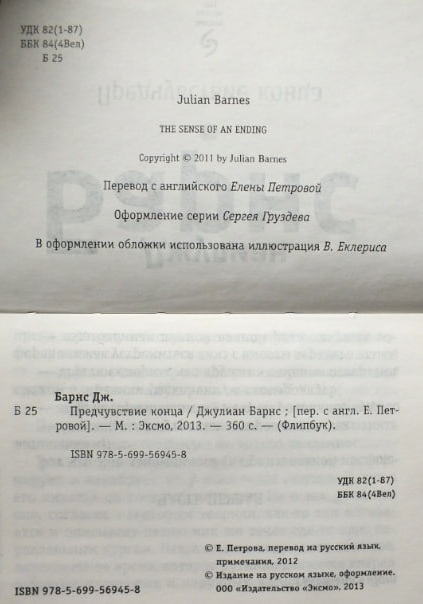 УДК 82(1-87)
ББК 84(4Вел)
Б 25
Julian Barnes
THE SENSE OF AN ENDING
Copyright © 2011 by Julian Barnes
Перевод с английского Елены Петровой
Оформление серии Сергея Груздева
В оформлении обложки использована иллюстрация В. Еклериса
Барнс Дж.
Б 25 Предчувствие конца / Джулиан Барнс ; [пер. с англ. Е. Пет-
ровой]. — М. : Эксмо, 2013. — 360 с. — (Флипбук).
ISBN 978-5-699-56945-8
УДК 82(1-87)
ББК 84(4Вел)
© Е. Петрова, перевод на русский язык,
примечания, 2012
© Издание на русском языке, оформление.
ISBN 978-5-699-56945-8 ООО «Издательство «Эксмо», 2013